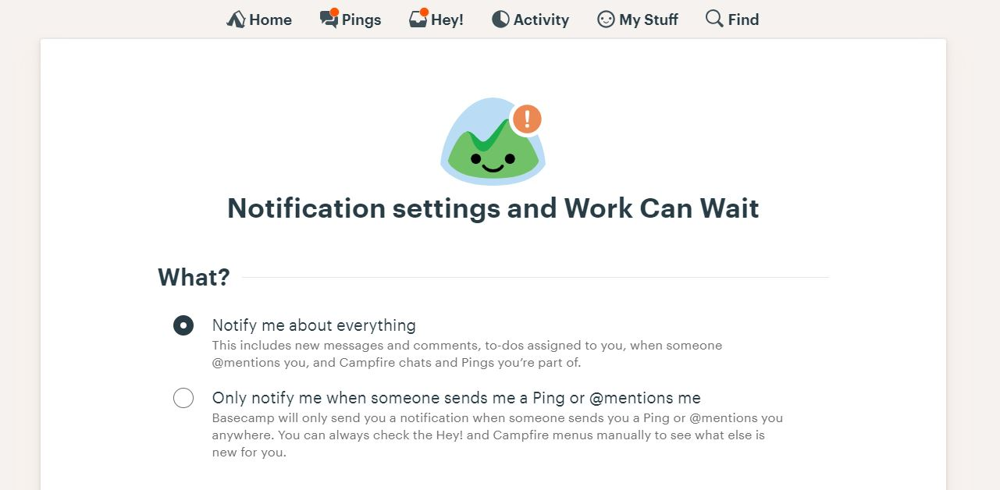 Home Pings Hey! Activity My Stuff Find
!
Notification settings and Work Can Wait
What?
Notify me about everything
This includes new messages and comments, to-dos assigned to you, when someone
@mentions you, and Campfire chats and Pings you’re part of.
Only notify me when someone sends me a Ping or @mentions me
Basecamp will only send you a notification when someone sends you a Ping or @mentions you
anywhere. You can always check the Hey! and Campfire menus manually to see what else is
new for you.